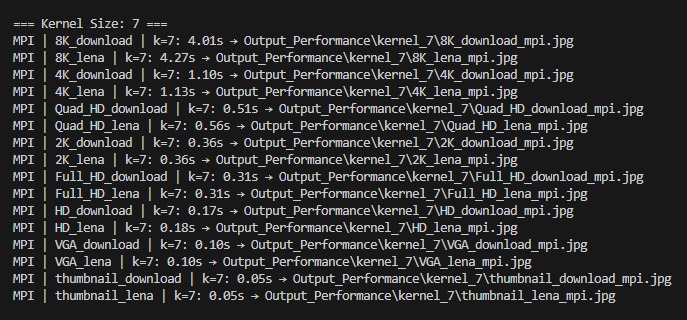 === Kernel Size: 7 ===
MPI | 8K_download | k=7: 4.01s → Output_Performance\kernel_7\8K_download_mpi.jpg
MPI | 8K_lena | k=7: 4.27s → Output_Performance\kernel_7\8K_lena_mpi.jpg
MPI | 4K_download | k=7: 1.10s → Output_Performance\kernel_7\4K_download_mpi.jpg
MPI | 4K_lena | k=7: 1.13s → Output_Performance\kernel_7\4K_lena_mpi.jpg
MPI | Quad_HD_download | k=7: 0.51s → Output_Performance\kernel_7\Quad_HD_download_mpi.jpg
MPI | Quad_HD_lena | k=7: 0.56s → Output_Performance\kernel_7\Quad_HD_lena_mpi.jpg
MPI | 2K_download | k=7: 0.36s → Output_Performance\kernel_7\2K_download_mpi.jpg
MPI | 2K_lena | k=7: 0.36s → Output_Performance\kernel_7\2K_lena_mpi.jpg
MPI | Full_HD_download | k=7: 0.31s → Output_Performance\kernel_7\Full_HD_download_mpi.jpg
MPI | Full_HD_lena | k=7: 0.31s → Output_Performance\kernel_7\Full_HD_lena_mpi.jpg
MPI | HD_download | k=7: 0.17s → Output_Performance\kernel_7\HD_download_mpi.jpg
MPI | HD_lena | k=7: 0.18s → Output_Performance\kernel_7\HD_lena_mpi.jpg
MPI | VGA_download | k=7: 0.10s → Output_Performance\kernel_7\VGA_download_mpi.jpg
MPI | VGA_lena | k=7: 0.10s → Output_Performance\kernel_7\VGA_lena_mpi.jpg
MPI | thumbnail_download | k=7: 0.05s → Output_Performance\kernel_7\thumbnail_download_mpi.jpg
MPI | thumbnail_lena | k=7: 0.05s → Output_Performance\kernel_7\thumbnail_lena_mpi.jpg